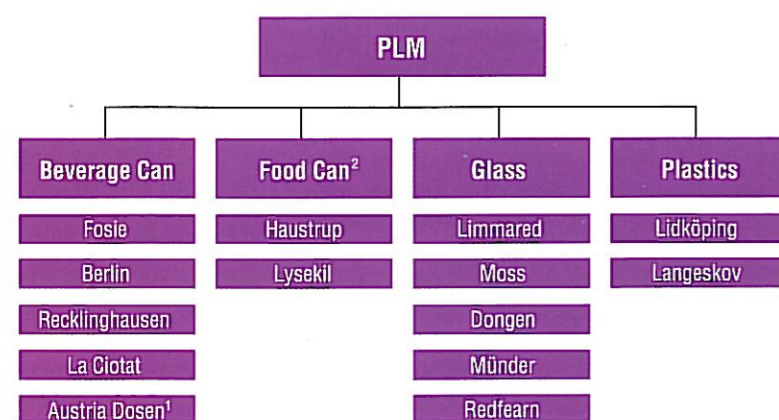 PLM
Beverage Can
Fosie
Berlin
Recklinghausen
La Ciotat
Austria Dosen¹
Food Can²
Haustrup
Lysekil
Glass
Limmared
Moss
Dongen
Münder
Redfearn
Plastics
Lidköping
Langeskov